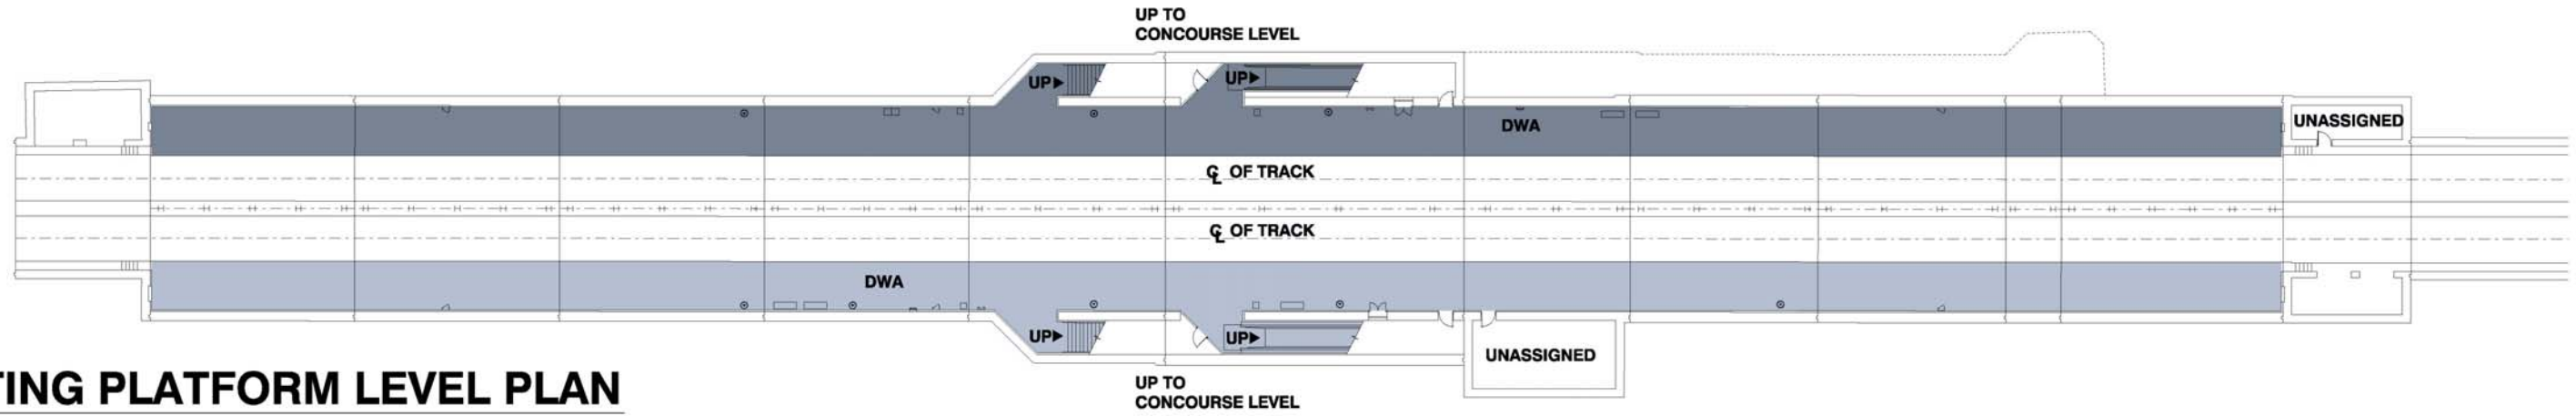 UP TO
CONCOURSE LEVEL
UP
UP
DWA
UNASSIGNED
℄ OF TRACK
℄ OF TRACK
DWA
UP
UP
UNASSIGNED
UP TO
CONCOURSE LEVEL
TING PLATFORM LEVEL PLAN